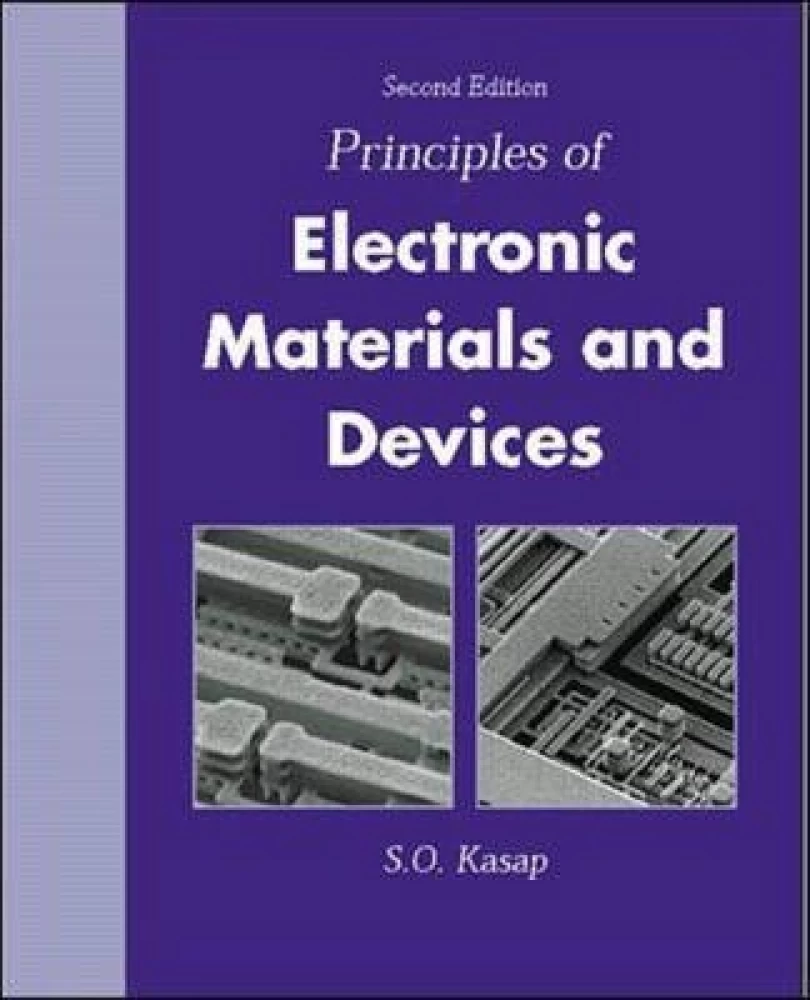 Second Edition
Principles of
Electronic
Materials and
Devices
S.O. Kasap